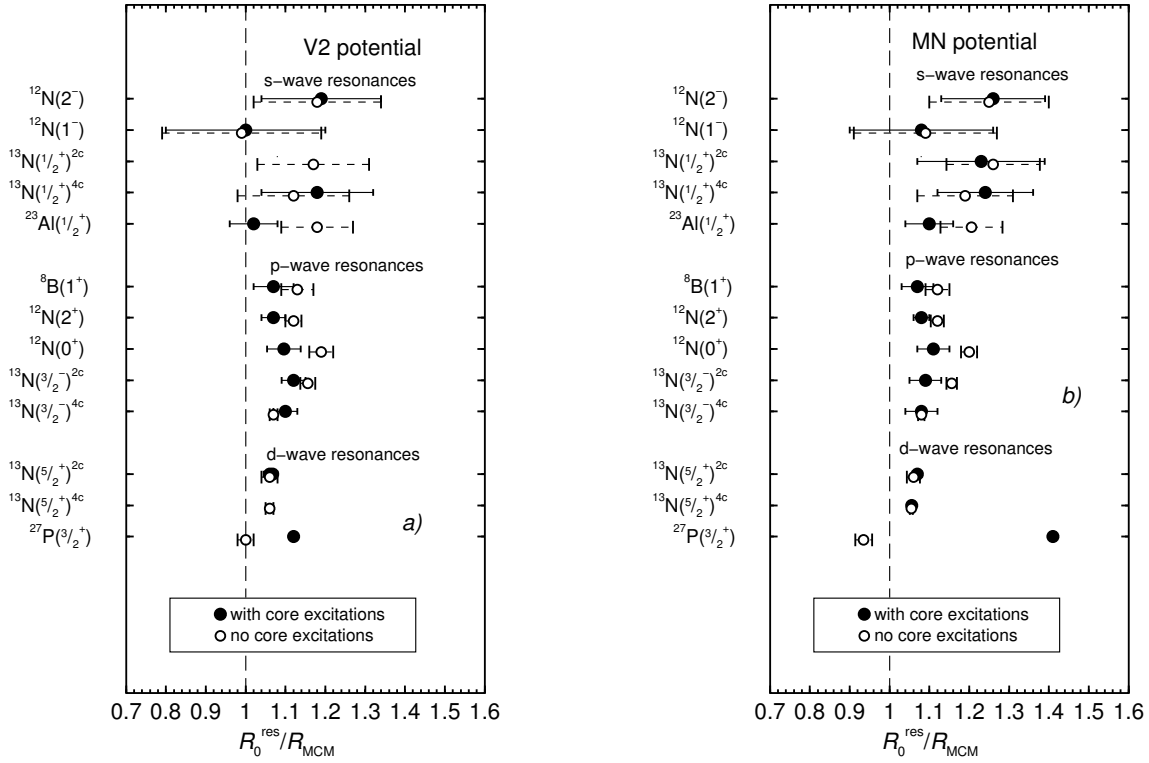 V2 potential
s-wave resonances
¹²N(2⁻)
¹²N(1⁻)
¹³N(¹/₂⁺)²ᶜ
¹³N(¹/₂⁺)⁴ᶜ
²³Al(¹/₂⁺)
p-wave resonances
⁸B(1⁺)
¹²N(2⁺)
¹²N(0⁺)
¹³N(³/₂⁻)²ᶜ
¹³N(³/₂⁻)⁴ᶜ
d-wave resonances
¹³N(⁵/₂⁺)²ᶜ
¹³N(⁵/₂⁺)⁴ᶜ
²⁷P(³/₂⁺)
a)
with core excitations
no core excitations
0.7 0.8 0.9 1 1.1 1.2 1.3 1.4 1.5 1.6
R₀ʳᵉˢ/R_MCM
MN potential
s-wave resonances
¹²N(2⁻)
¹²N(1⁻)
¹³N(¹/₂⁺)²ᶜ
¹³N(¹/₂⁺)⁴ᶜ
²³Al(¹/₂⁺)
p-wave resonances
⁸B(1⁺)
¹²N(2⁺)
¹²N(0⁺)
¹³N(³/₂⁻)²ᶜ
¹³N(³/₂⁻)⁴ᶜ
b)
d-wave resonances
¹³N(⁵/₂⁺)²ᶜ
¹³N(⁵/₂⁺)⁴ᶜ
²⁷P(³/₂⁺)
with core excitations
no core excitations
0.7 0.8 0.9 1 1.1 1.2 1.3 1.4 1.5 1.6
R₀ʳᵉˢ/R_MCM